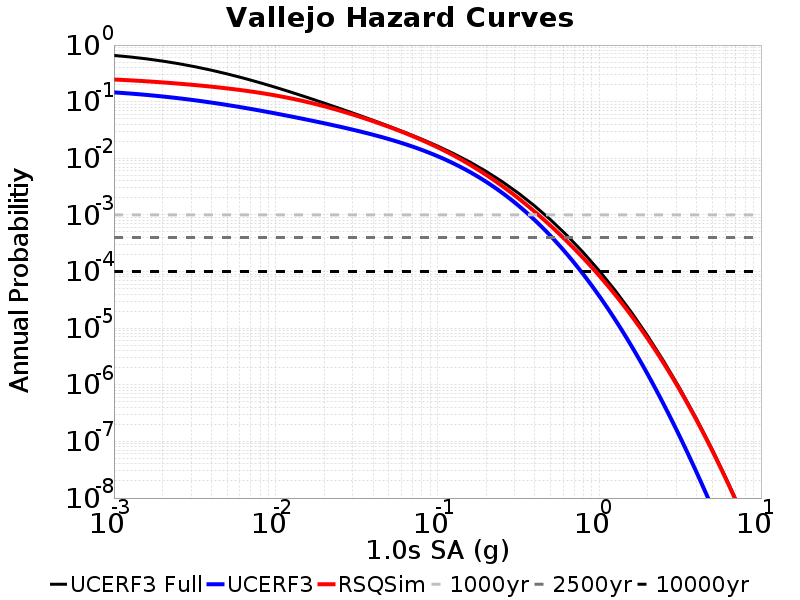 Vallejo Hazard Curves
Annual Probabilitiy
10^0
10^-1
10^-2
10^-3
10^-4
10^-5
10^-6
10^-7
10^-8
10^-3 10^-2 10^-1 10^0 10^1
1.0s SA (g)
UCERF3 Full UCERF3 RSQSim 1000yr 2500yr 10000yr